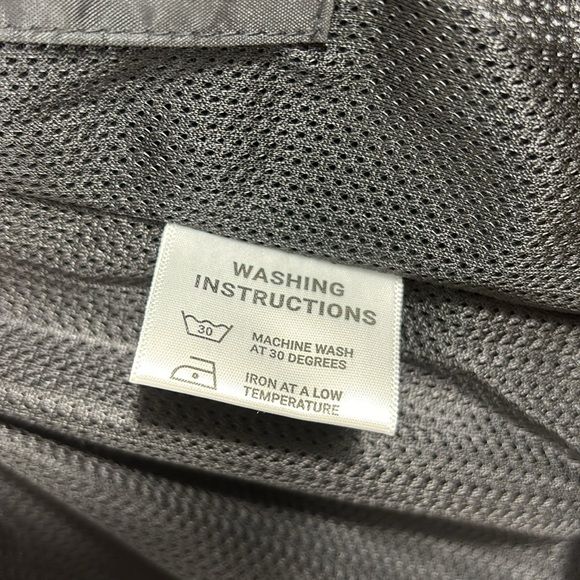 WASHING
INSTRUCTIONS
30
MACHINE WASH
AT 30 DEGREES
IRON AT A LOW
TEMPERATURE